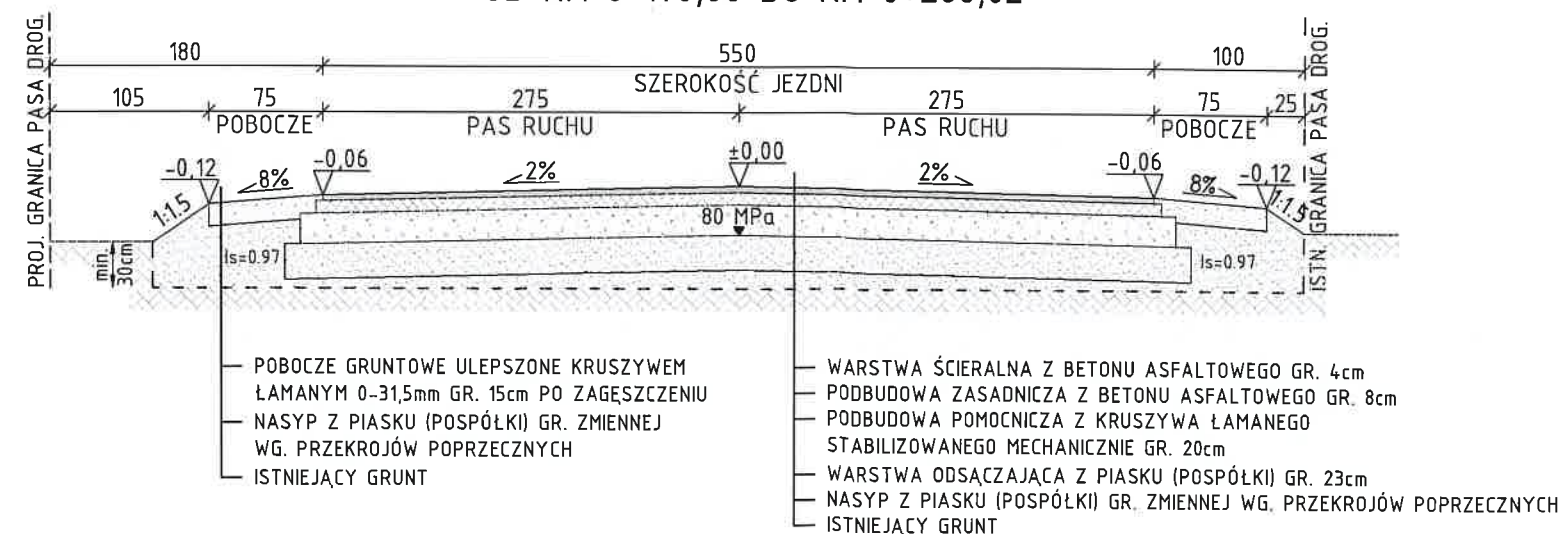 180 550 100
SZEROKOŚĆ JEZDNI
105 75 275 275 75 25
POBOCZE PAS RUCHU PAS RUCHU POBOCZE
PROJ. GRANICA PASA DROG.
ISTN. GRANICA PASA DROG.
-0,12 -0,06 ±0,00 -0,06 -0,12
8% 2% 2% 8%
1:1.5 1:1.5
80 MPa
min. 30cm
Is=0.97 Is=0.97
POBOCZE GRUNTOWE ULEPSZONE KRUSZYWEM
ŁAMANYM 0-31,5mm GR. 15cm PO ZAGĘSZCZENIU
NASYP Z PIASKU (POSPÓŁKI) GR. ZMIENNEJ
WG. PRZEKROJÓW POPRZECZNYCH
ISTNIEJĄCY GRUNT
WARSTWA ŚCIERALNA Z BETONU ASFALTOWEGO GR. 4cm
PODBUDOWA ZASADNICZA Z BETONU ASFALTOWEGO GR. 8cm
PODBUDOWA POMOCNICZA Z KRUSZYWA ŁAMANEGO
STABILIZOWANEGO MECHANICZNIE GR. 20cm
WARSTWA ODSĄCZAJĄCA Z PIASKU (POSPÓŁKI) GR. 23cm
NASYP Z PIASKU (POSPÓŁKI) GR. ZMIENNEJ WG. PRZEKROJÓW POPRZECZNYCH
ISTNIEJĄCY GRUNT